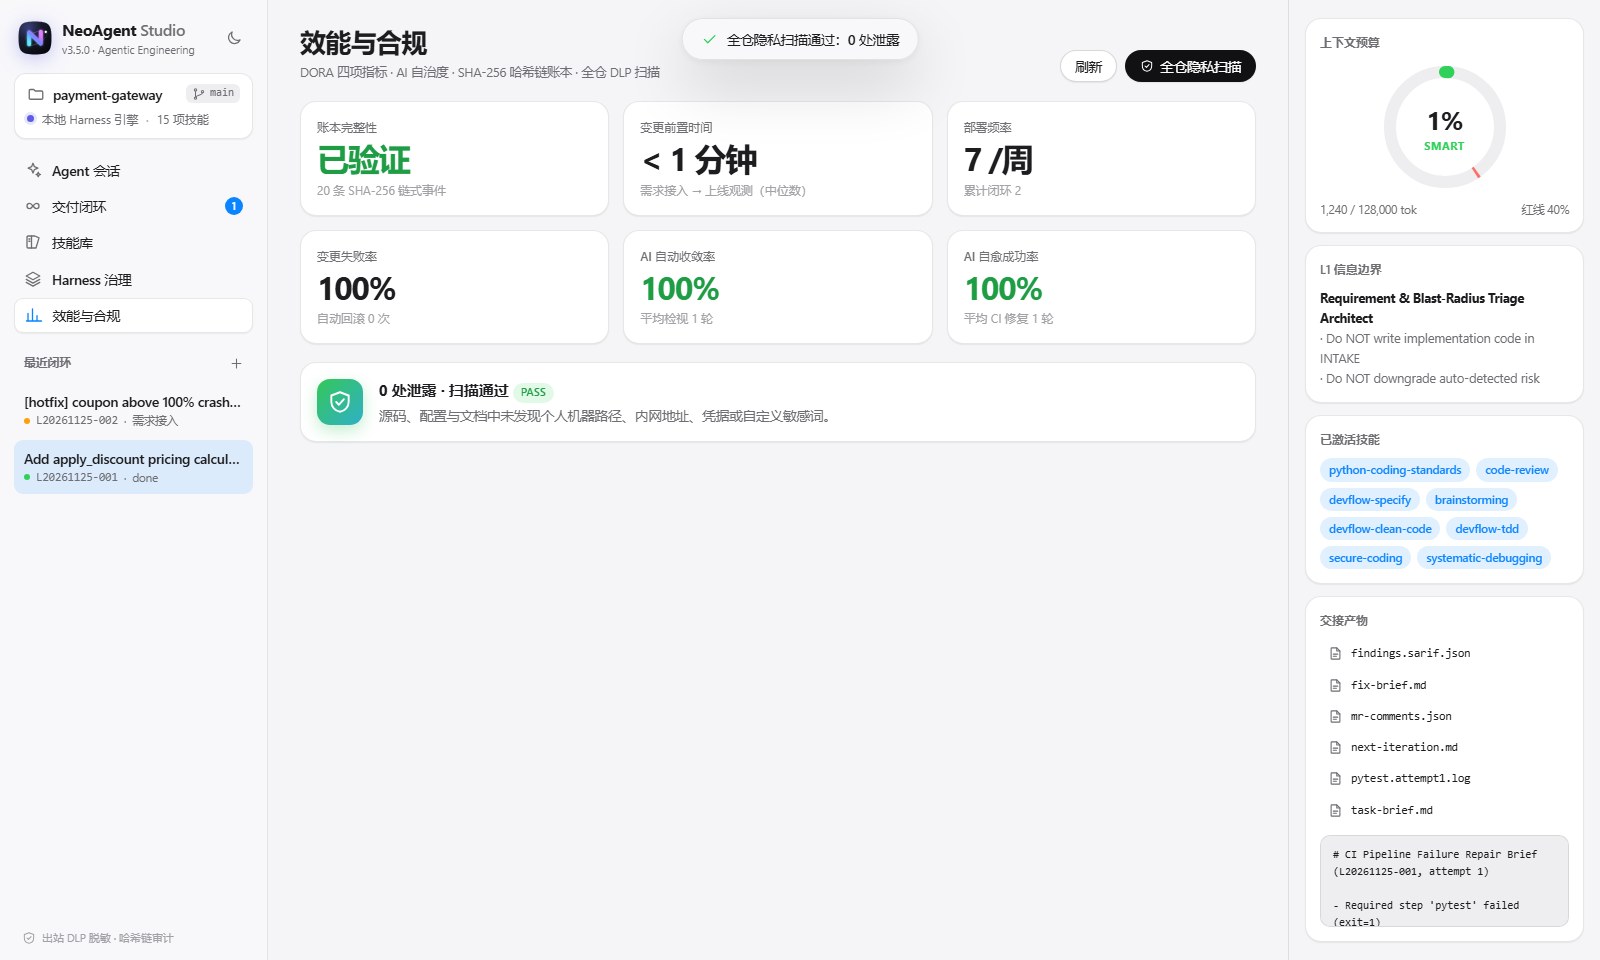 NeoAgent Studio
v3.5.0 · Agentic Engineering
payment-gateway
main
本地 Harness 引擎 · 15 项技能
Agent 会话
交付闭环
1
技能库
Harness 治理
效能与合规
最近闭环
[hotfix] coupon above 100% crash...
L20261125-002 · 需求接入
Add apply_discount pricing calcul...
L20261125-001 · done
出站 DLP 脱敏 · 哈希链审计
效能与合规
DORA 四项指标 · AI 自治度 · SHA-256 哈希链账本 · 全仓 DLP 扫描
全仓隐私扫描通过：0 处泄露
刷新
全仓隐私扫描
账本完整性
已验证
20 条 SHA-256 链式事件
变更前置时间
< 1 分钟
需求接入 → 上线观测（中位数）
部署频率
7 /周
累计闭环 2
变更失败率
100%
自动回滚 0 次
AI 自动收敛率
100%
平均检视 1 轮
AI 自愈成功率
100%
平均 CI 修复 1 轮
0 处泄露 · 扫描通过 PASS
源码、配置与文档中未发现个人机器路径、内网地址、凭据或自定义敏感词。
上下文预算
1%
SMART
1,240 / 128,000 tok
红线 40%
L1 信息边界
Requirement & Blast-Radius Triage
Architect
· Do NOT write implementation code in
INTAKE
· Do NOT downgrade auto-detected risk
已激活技能
python-coding-standards
code-review
devflow-specify
brainstorming
devflow-clean-code
devflow-tdd
secure-coding
systematic-debugging
交接产物
findings.sarif.json
fix-brief.md
mr-comments.json
next-iteration.md
pytest.attempt1.log
task-brief.md
# CI Pipeline Failure Repair Brief
(L20261125-001, attempt 1)
- Required step 'pytest' failed
(exit=1)